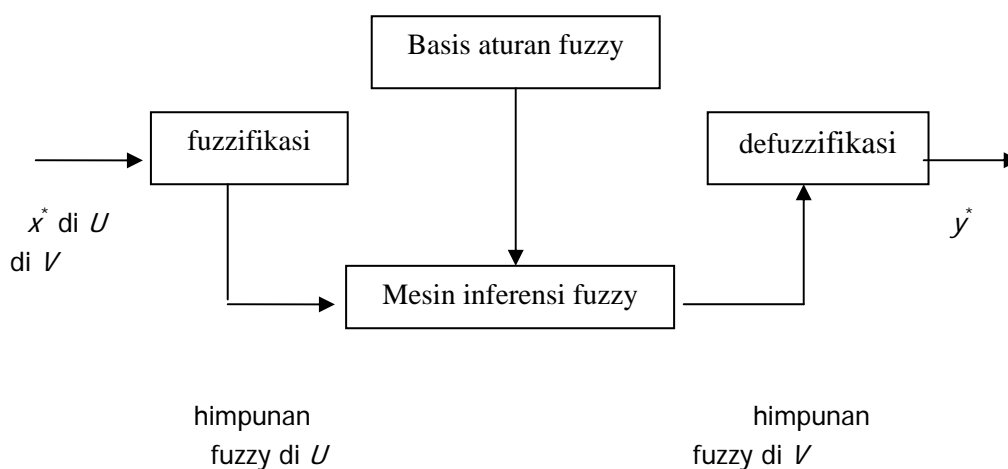 Basis aturan fuzzy
fuzzifikasi
defuzzifikasi
x* di U
y*
di V
Mesin inferensi fuzzy
himpunan
himpunan
fuzzy di U
fuzzy di V